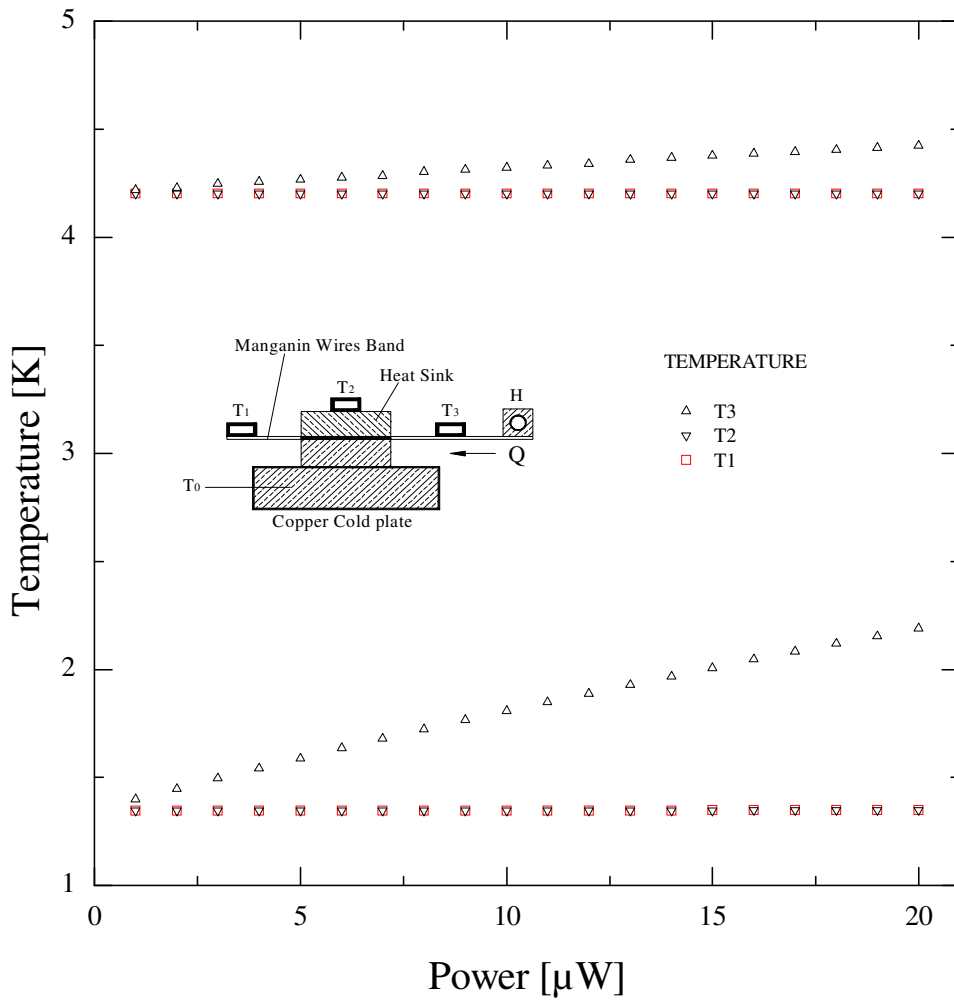 5
4
3
2
1
0
5
10
15
20
Temperature [K]
Power [µW]
Manganin Wires Band
Heat Sink
T1
T2
T3
H
Q
T0
Copper Cold plate
TEMPERATURE
T3
T2
T1